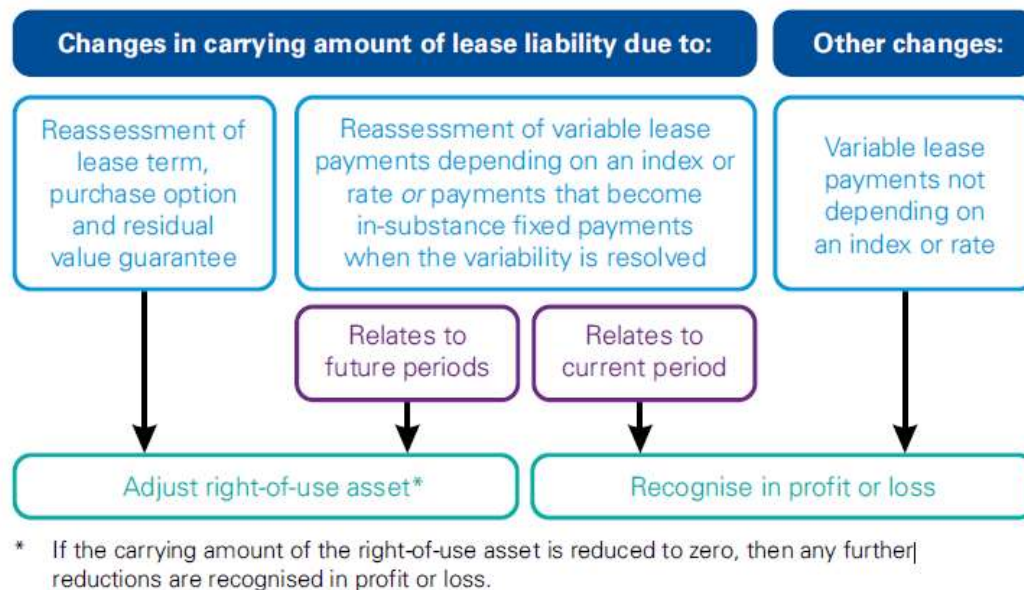 Changes in carrying amount of lease liability due to:
Other changes:
Reassessment of
lease term,
purchase option
and residual
value guarantee
Reassessment of variable lease
payments depending on an index or
rate or payments that become
in-substance fixed payments
when the variability is resolved
Variable lease
payments not
depending on
an index or rate
Relates to
future periods
Relates to
current period
Adjust right-of-use asset*
Recognise in profit or loss
* If the carrying amount of the right-of-use asset is reduced to zero, then any further
reductions are recognised in profit or loss.